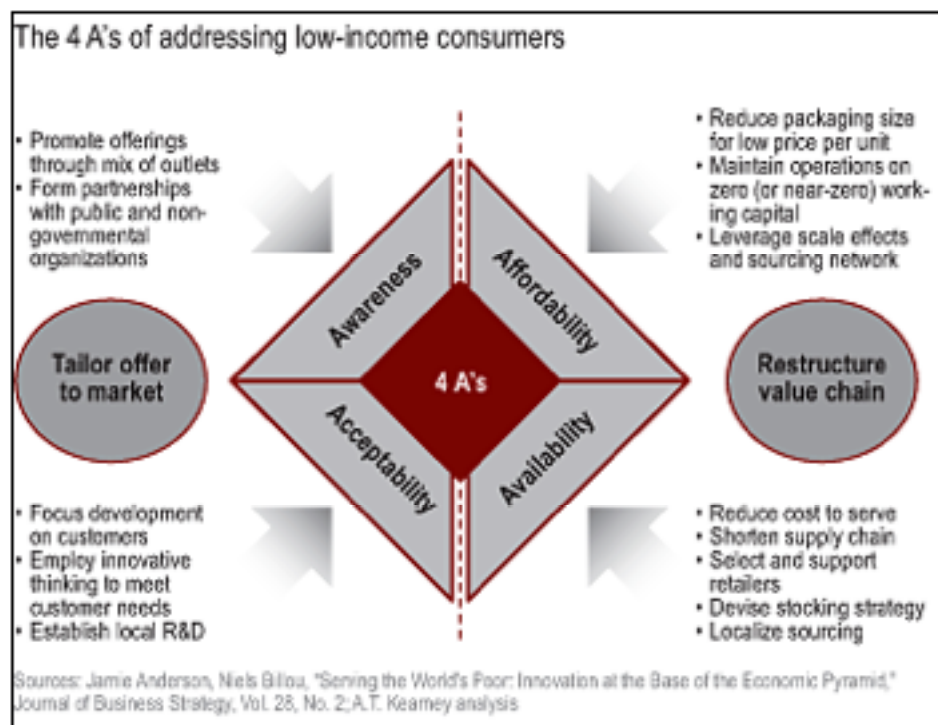 The 4 A's of addressing low-income consumers
• Promote offerings
through mix of outlets
• Form partnerships
with public and non-
governmental
organizations
• Reduce packaging size
for low price per unit
• Maintain operations on
zero (or near-zero) work-
ing capital
• Leverage scale effects
and sourcing network
Awareness
Affordability
Tailor offer
to market
4 A's
Restructure
value chain
Acceptability
Availability
• Focus development
on customers
• Employ innovative
thinking to meet
customer needs
• Establish local R&D
• Reduce cost to serve
• Shorten supply chain
• Select and support
retailers
• Devise stocking strategy
• Localize sourcing
Sources: Jamie Anderson, Niels Billou, "Serving the World's Poor: Innovation at the Base of the Economic Pyramid,"
Journal of Business Strategy, Vol. 28, No. 2; A.T. Kearney analysis